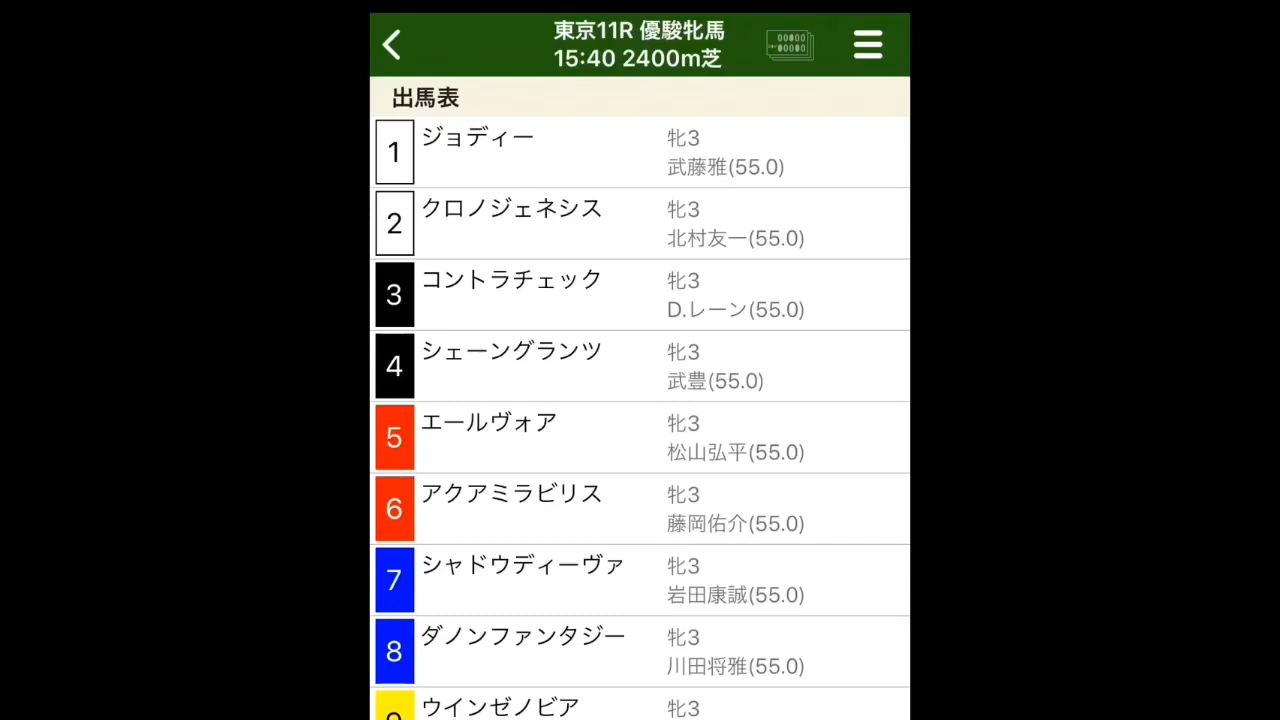 東京11R 優駿牝馬
15:40 2400m芝
出馬表
1 ジョディー 牝3
武藤雅(55.0)
2 クロノジェネシス 牝3
北村友一(55.0)
3 コントラチェック 牝3
D.レーン(55.0)
4 シェーングランツ 牝3
武豊(55.0)
5 エールヴォア 牝3
松山弘平(55.0)
6 アクアミラビリス 牝3
藤岡佑介(55.0)
7 シャドウディーヴァ 牝3
岩田康誠(55.0)
8 ダノンファンタジー 牝3
川田将雅(55.0)
9 ウインゼノビア 牝3